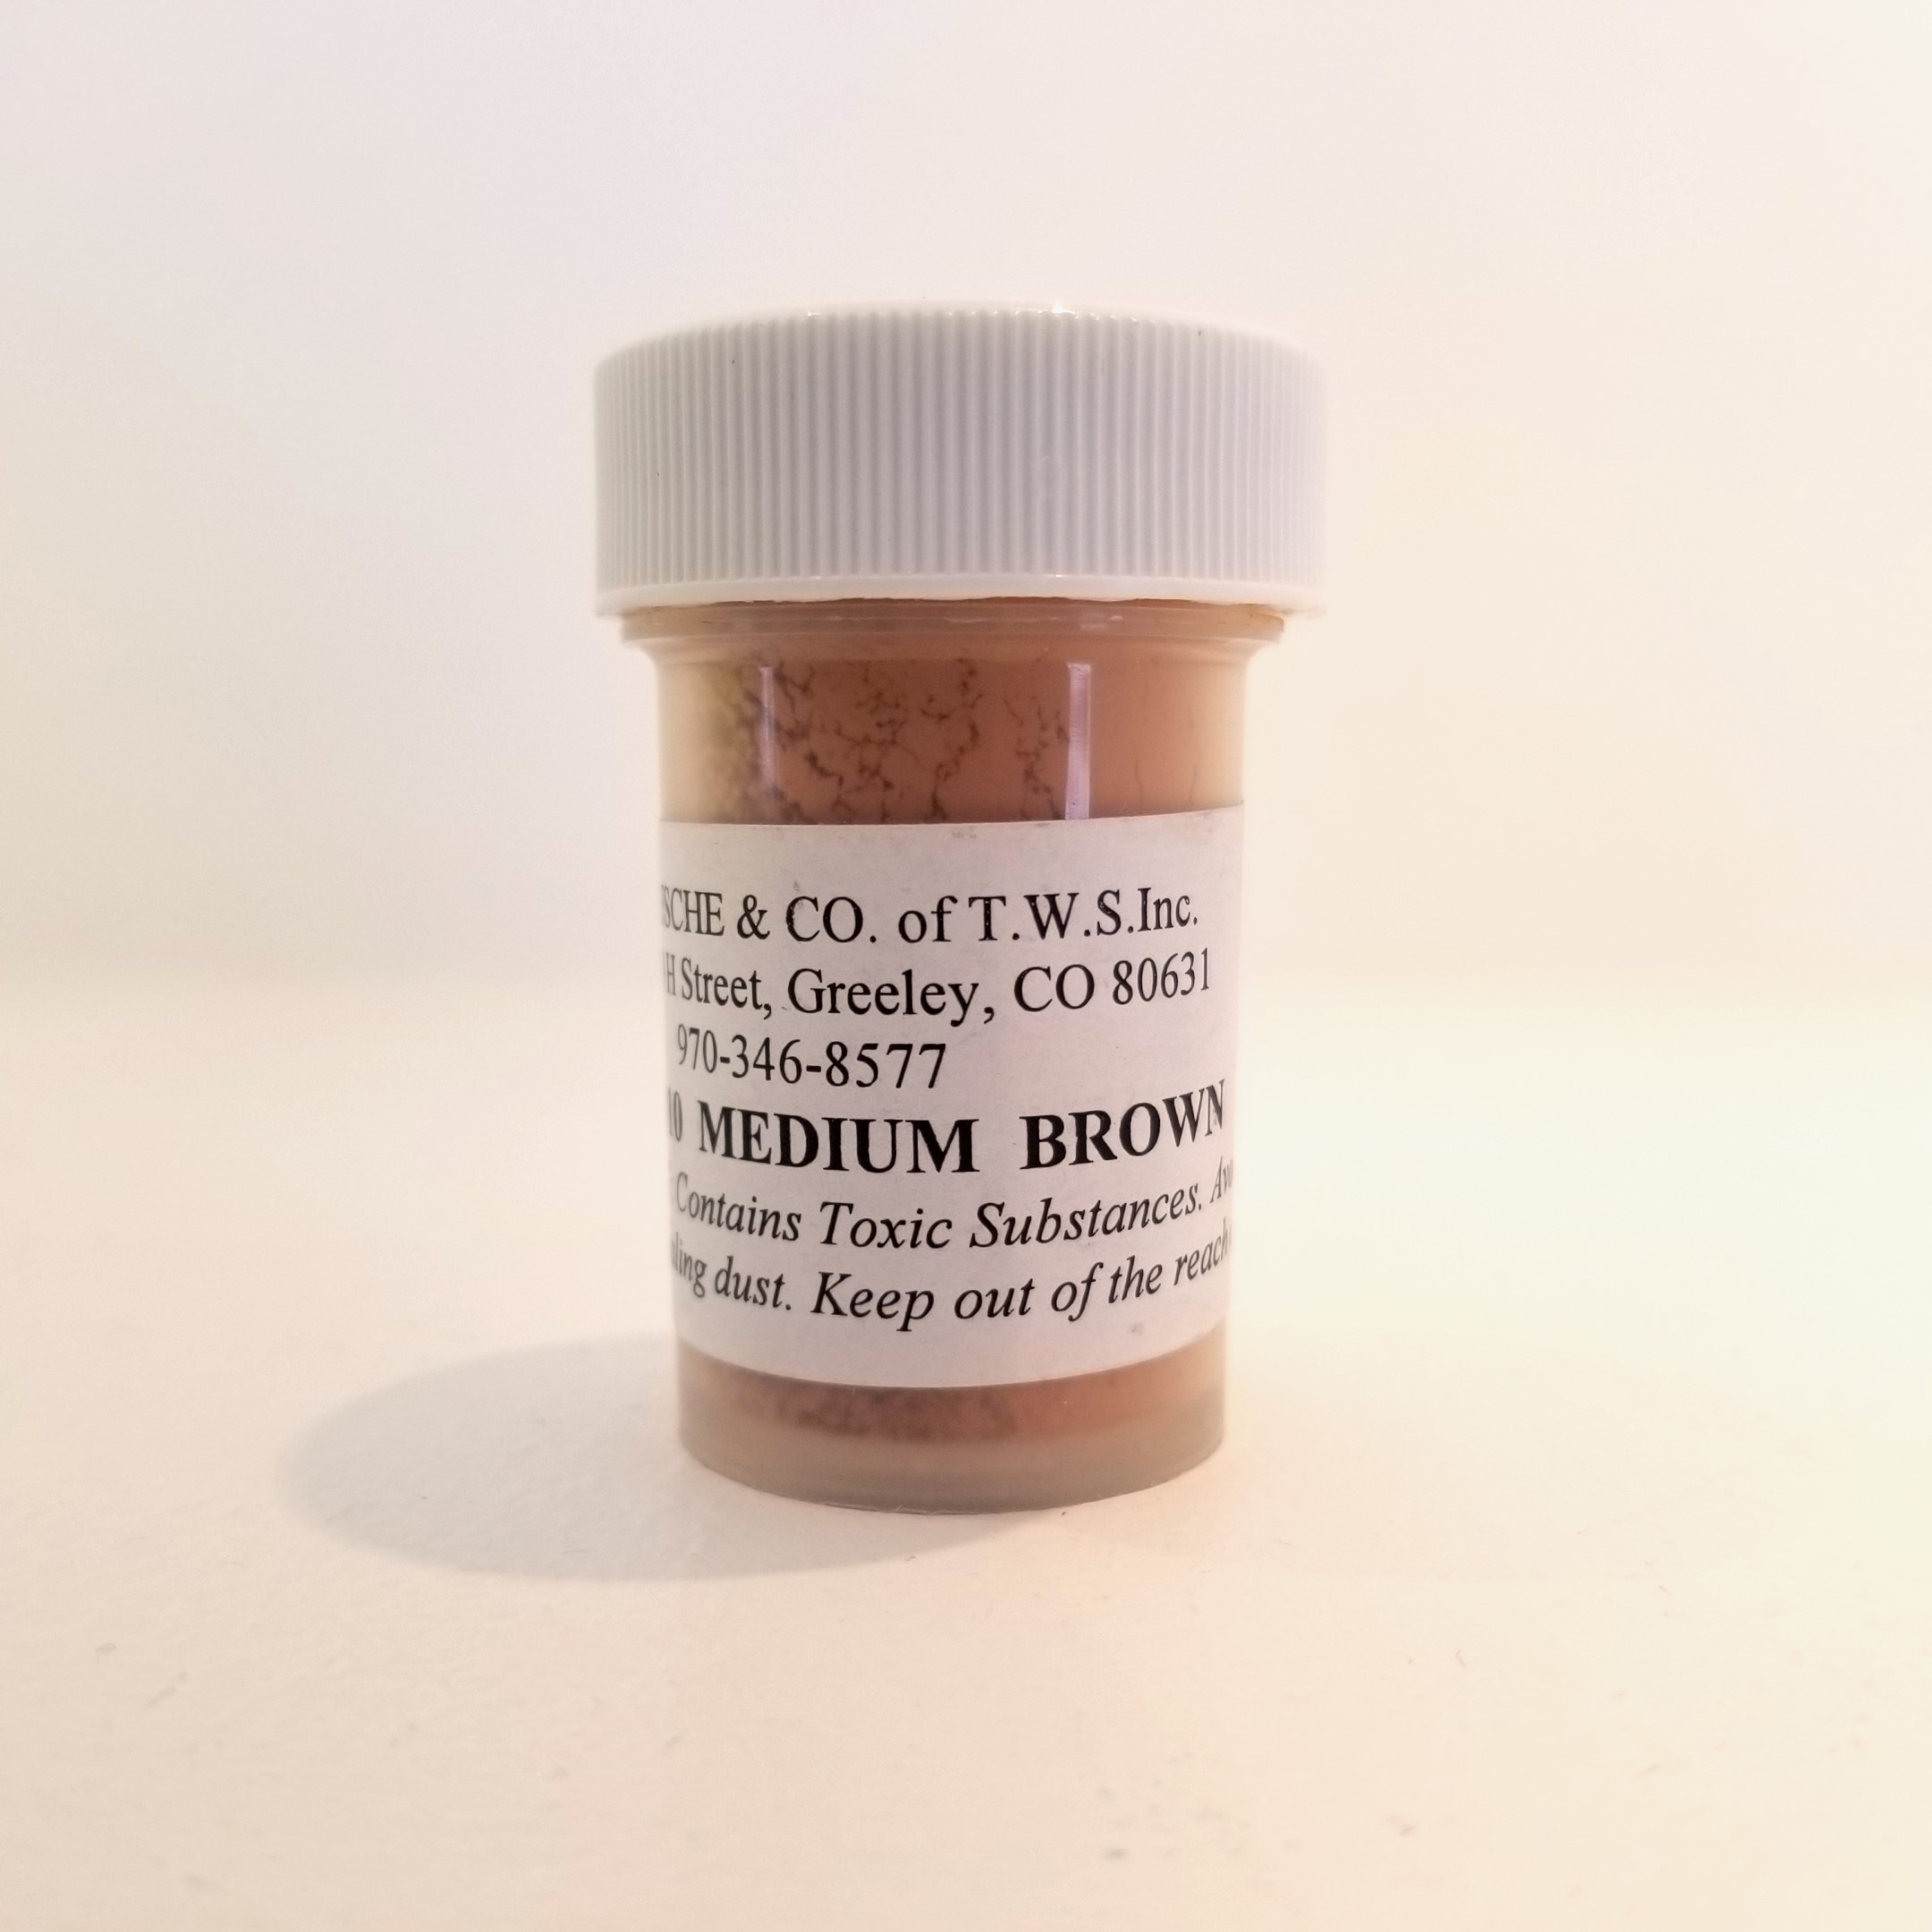 SCHE & CO. of T.W.S.Inc.
H Street, Greeley, CO 80631
970-346-8577
10 MEDIUM BROWN
Contains Toxic Substances.
dust. Keep out of the reach